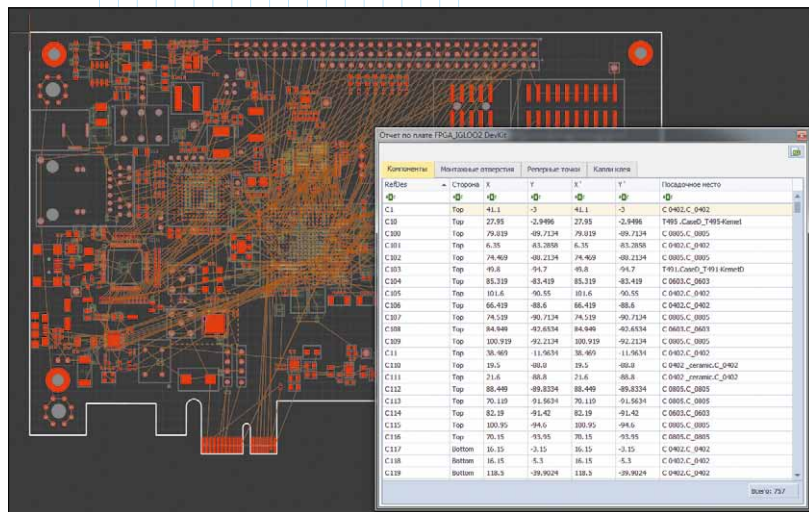 Отчет по плате FPGA_IGLOO2 DevKit
Компоненты Монтажные отверстия Реперные точки Капли клея
RefDes Сторона X Y X' Y' Посадочное место
C1 Top 41.1 -3 41.1 -3 C 0402.C_0402
C10 Top 27.95 -2.9496 27.95 -2.9496 T495 .CaseD_T495-Kemet
C100 Top 79.819 -89.7134 79.819 -89.7134 C 0805.C_0805
C101 Top 6.35 -83.2858 6.35 -83.2858 C 0402.C_0402
C102 Top 74.469 -88.2134 74.469 -88.2134 C 0805.C_0805
C103 Top 49.8 -94.7 49.8 -94.7 T491.CaseD_T491-KemetD
C104 Top 85.319 -83.419 85.319 -83.419 C 0603.C_0603
C105 Top 101.6 -90.55 101.6 -90.55 C 0402.C_0402
C106 Top 66.419 -88.6 66.419 -88.6 C 0402.C_0402
C107 Top 74.519 -90.7134 74.519 -90.7134 C 0805.C_0805
C108 Top 84.949 -92.6534 84.949 -92.6534 C 0603.C_0603
C109 Top 100.919 -92.2134 100.919 -92.2134 C 0805.C_0805
C11 Top 38.469 -11.9634 38.469 -11.9634 C 0402.C_0402
C110 Top 19.5 -88.8 19.5 -88.8 C 0402 _ceramic.C_0402
C111 Top 21.6 -88.8 21.6 -88.8 C 0402 _ceramic.C_0402
C112 Top 88.449 -89.8334 88.449 -89.8334 C 0805.C_0805
C113 Top 70.119 -91.5634 70.119 -91.5634 C 0805.C_0805
C114 Top 82.19 -91.42 82.19 -91.42 C 0603.C_0603
C115 Top 100.95 -94.6 100.95 -94.6 C 0805.C_0805
C116 Top 70.15 -93.95 70.15 -93.95 C 0805.C_0805
C117 Bottom 16.15 -3.15 16.15 -3.15 C 0402.C_0402
C118 Bottom 16.15 -5.3 16.15 -5.3 C 0402.C_0402
C119 Bottom 118.5 -39.9024 118.5 -39.9024 C 0402.C_0402
Всего: 757